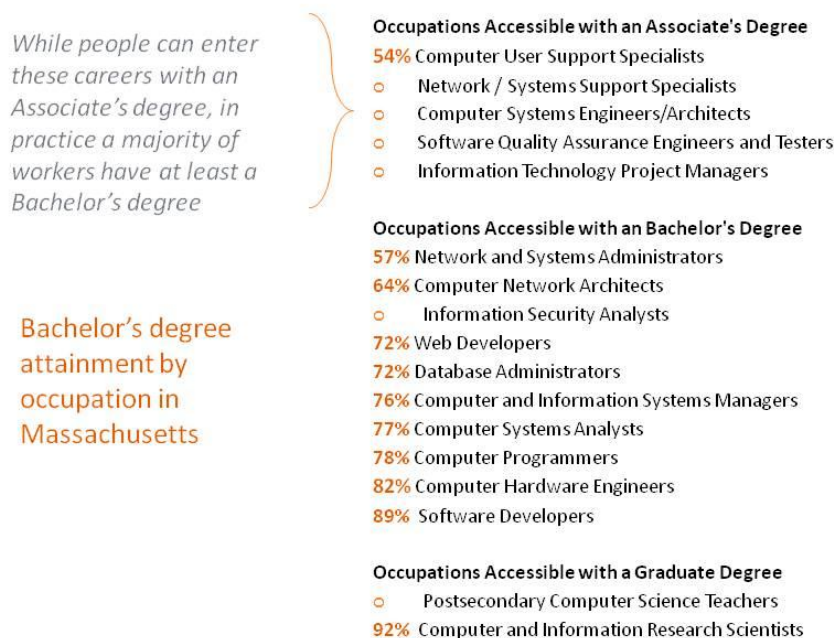 While people can enter
these careers with an
Associate's degree, in
practice a majority of
workers have at least a
Bachelor's degree
Bachelor's degree
attainment by
occupation in
Massachusetts
Occupations Accessible with an Associate's Degree
54% Computer User Support Specialists
o Network / Systems Support Specialists
o Computer Systems Engineers/Architects
o Software Quality Assurance Engineers and Testers
o Information Technology Project Managers
Occupations Accessible with an Bachelor's Degree
57% Network and Systems Administrators
64% Computer Network Architects
o Information Security Analysts
72% Web Developers
72% Database Administrators
76% Computer and Information Systems Managers
77% Computer Systems Analysts
78% Computer Programmers
82% Computer Hardware Engineers
89% Software Developers
Occupations Accessible with a Graduate Degree
o Postsecondary Computer Science Teachers
92% Computer and Information Research Scientists